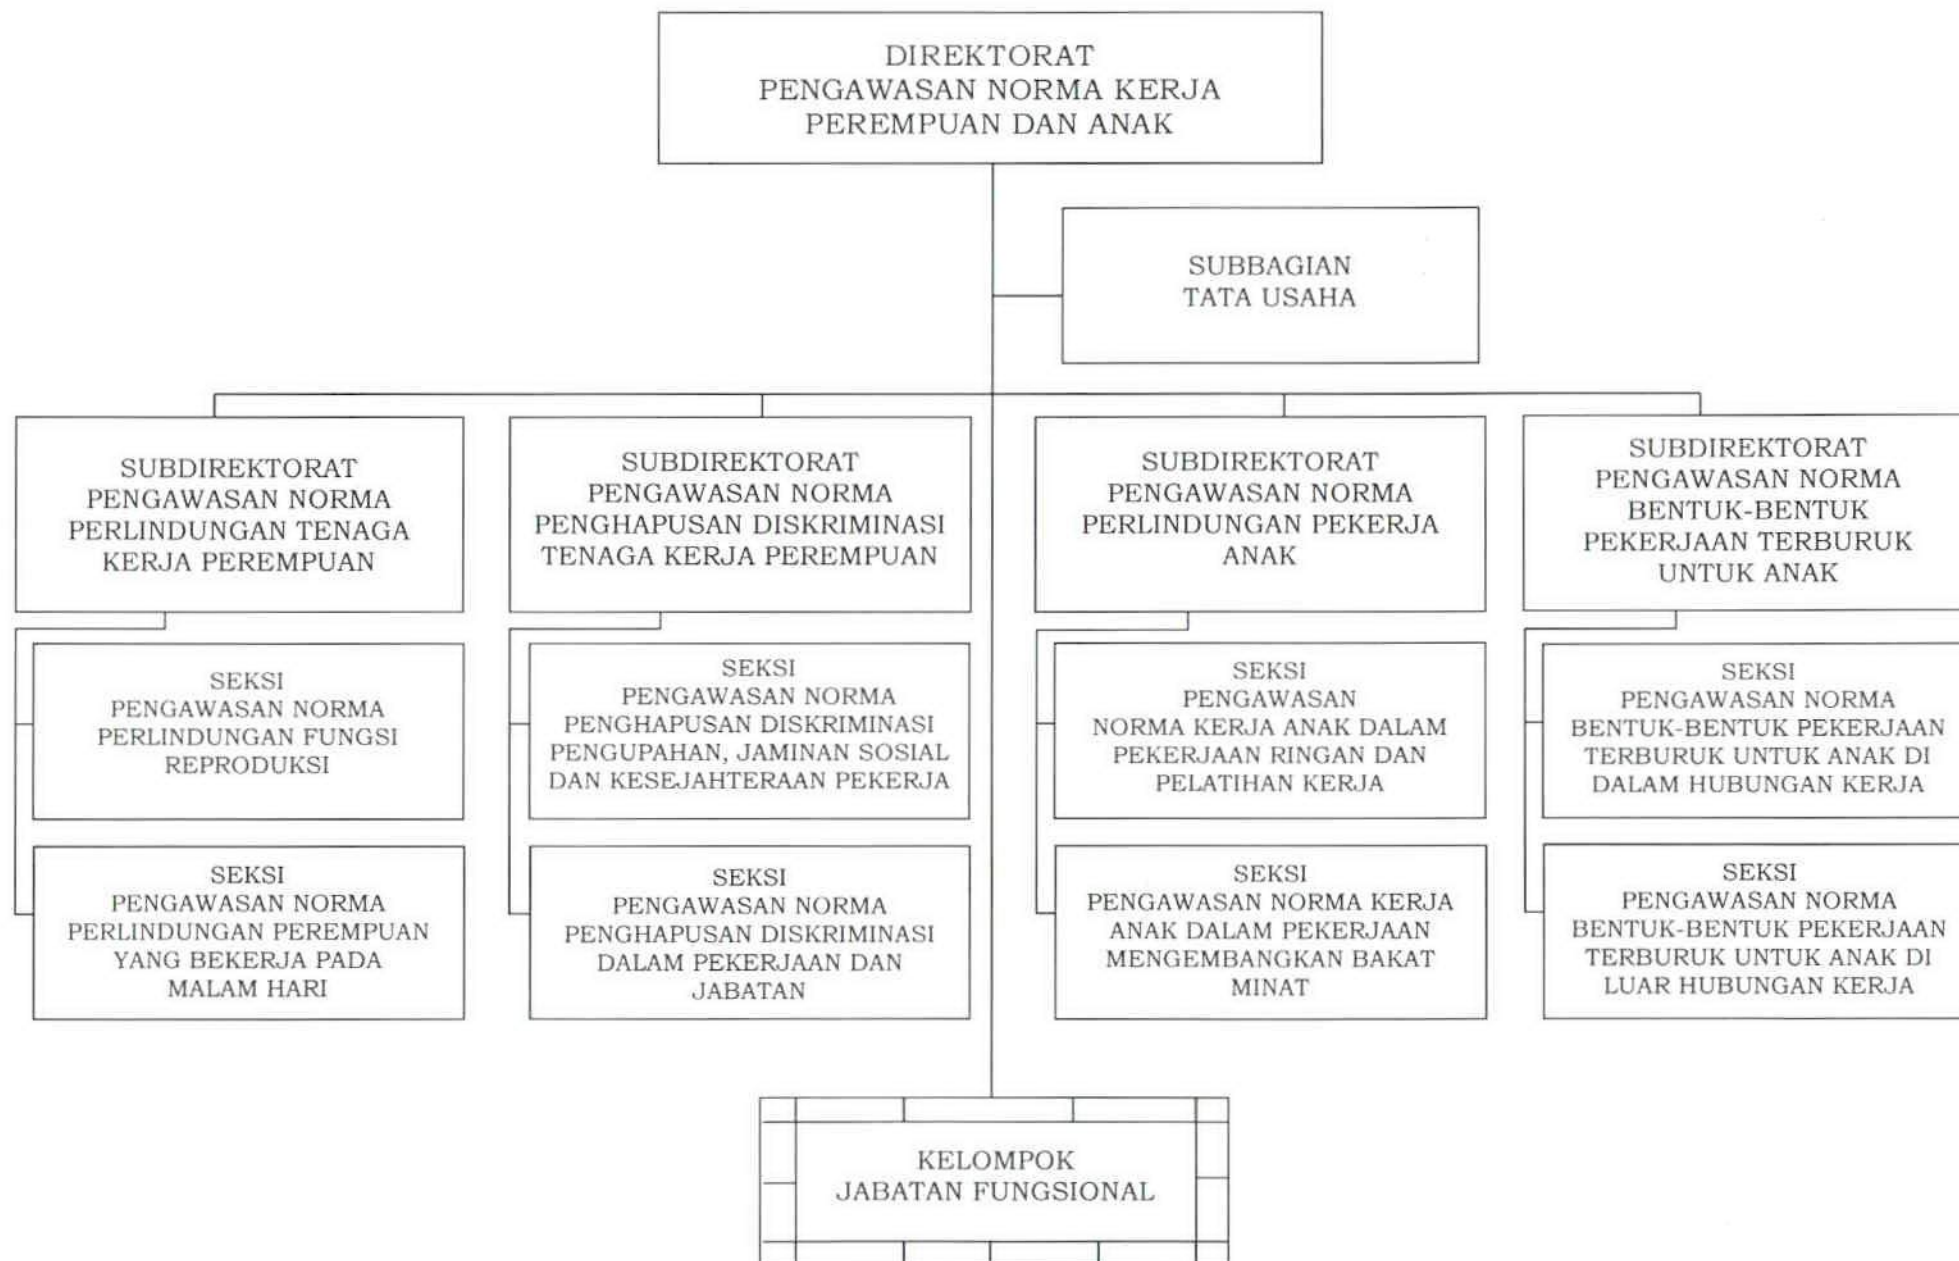 DIREKTORAT
PENGAWASAN NORMA KERJA
PEREMPUAN DAN ANAK
SUBBAGIAN
TATA USAHA
SUBDIREKTORAT
PENGAWASAN NORMA
PERLINDUNGAN TENAGA
KERJA PEREMPUAN
SUBDIREKTORAT
PENGAWASAN NORMA
PENGHAPUSAN DISKRIMINASI
TENAGA KERJA PEREMPUAN
SUBDIREKTORAT
PENGAWASAN NORMA
PERLINDUNGAN PEKERJA
ANAK
SUBDIREKTORAT
PENGAWASAN NORMA
BENTUK-BENTUK
PEKERJAAN TERBURUK
UNTUK ANAK
SEKSI
PENGAWASAN NORMA
PERLINDUNGAN FUNGSI
REPRODUKSI
SEKSI
PENGAWASAN NORMA
PENGHAPUSAN DISKRIMINASI
PENGUPAHAN, JAMINAN SOSIAL
DAN KESEJAHTERAAN PEKERJA
SEKSI
PENGAWASAN
NORMA KERJA ANAK DALAM
PEKERJAAN RINGAN DAN
PELATIHAN KERJA
SEKSI
PENGAWASAN NORMA
BENTUK-BENTUK PEKERJAAN
TERBURUK UNTUK ANAK DI
DALAM HUBUNGAN KERJA
SEKSI
PENGAWASAN NORMA
PERLINDUNGAN PEREMPUAN
YANG BEKERJA PADA
MALAM HARI
SEKSI
PENGAWASAN NORMA
PENGHAPUSAN DISKRIMINASI
DALAM PEKERJAAN DAN
JABATAN
SEKSI
PENGAWASAN NORMA KERJA
ANAK DALAM PEKERJAAN
MENGEMBANGKAN BAKAT
MINAT
SEKSI
PENGAWASAN NORMA
BENTUK-BENTUK PEKERJAAN
TERBURUK UNTUK ANAK DI
LUAR HUBUNGAN KERJA
KELOMPOK
JABATAN FUNGSIONAL